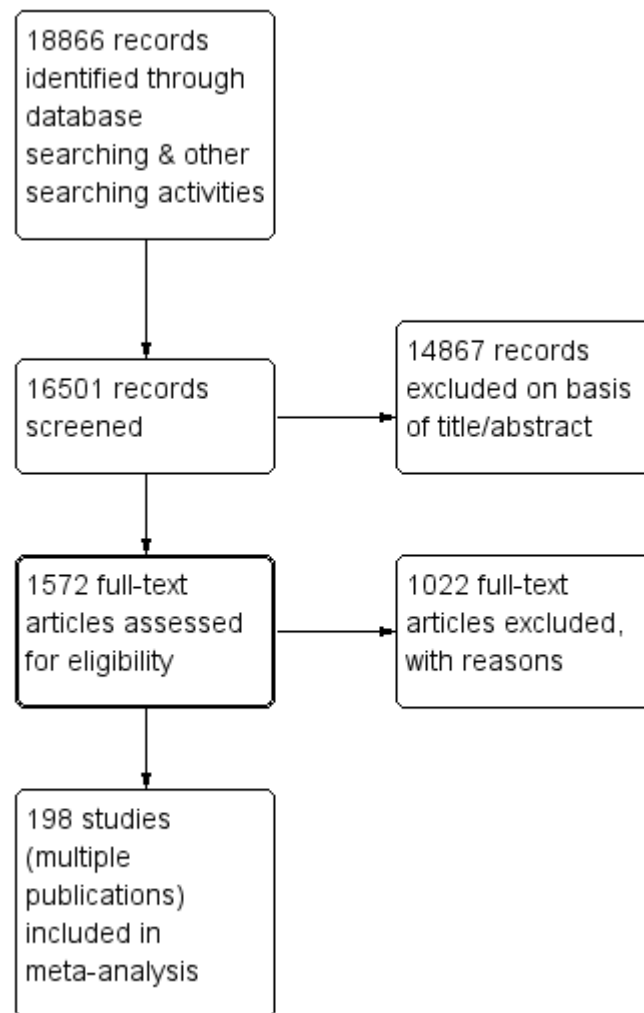 18866 records
identified through
database
searching & other
searching activities
16501 records
screened
14867 records
excluded on basis
of title/abstract
1572 full-text
articles assessed
for eligibility
1022 full-text
articles excluded,
with reasons
198 studies
(multiple
publications)
included in
meta-analysis